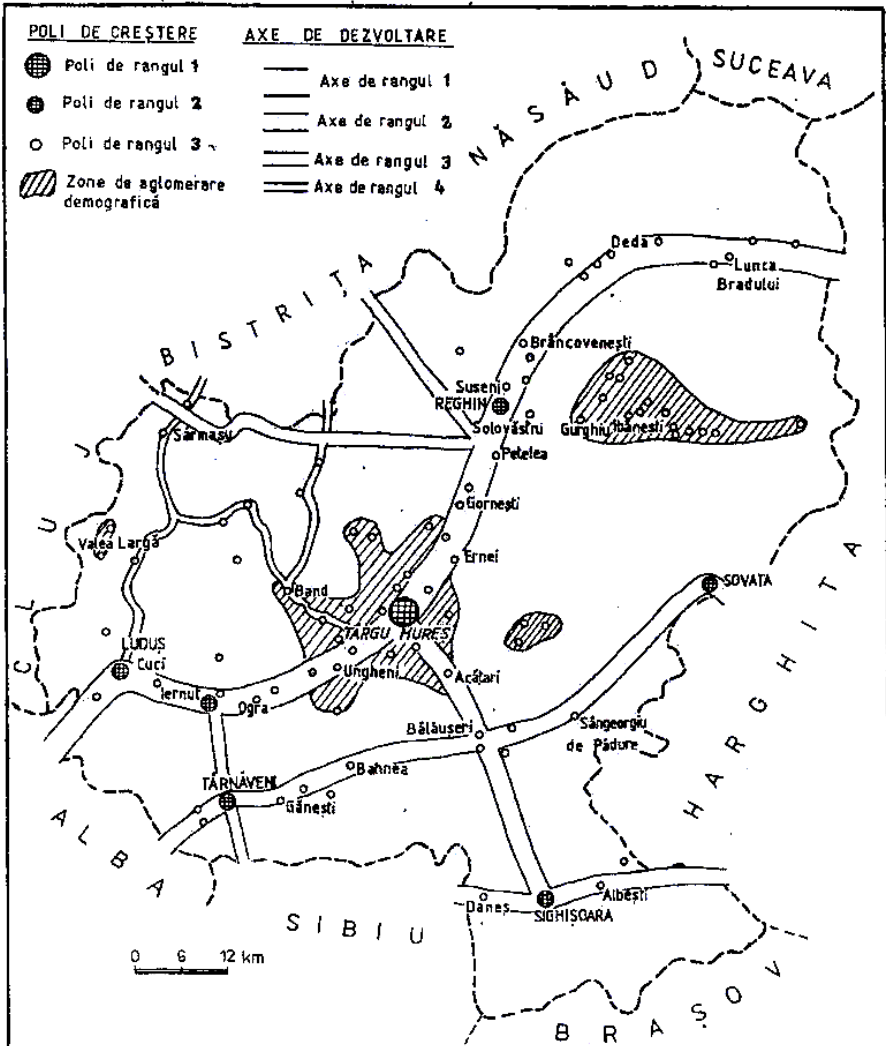 POLI DE CREȘTERE
Poli de rangul 1
Poli de rangul 2
Poli de rangul 3
Zone de aglomerare
demografică
AXE DE DEZVOLTARE
Axe de rangul 1
Axe de rangul 2
Axe de rangul 3
Axe de rangul 4
NĂSĂUD
SUCEAVA
BISTRIȚA
CLUJ
HARGHITA
ALBA
SIBIU
BRAȘOV
Deda
Lunca
Bradului
Brâncovenești
Suseni
REGHIN
Solovăstru
Gurghiu
Ibănești
Petelea
Gornești
Ernei
Sărmașu
Valea Largă
Band
TÂRGU MUREȘ
SOVATA
LUDUȘ
Cuci
Iernut
Ogra
Ungheni
Acățari
Bălăușeri
Sângeorgiu
de Pădure
Bahnea
TÂRNĂVENI
Gănești
Daneș
SIGHIȘOARA
Albești
0 6 12 km